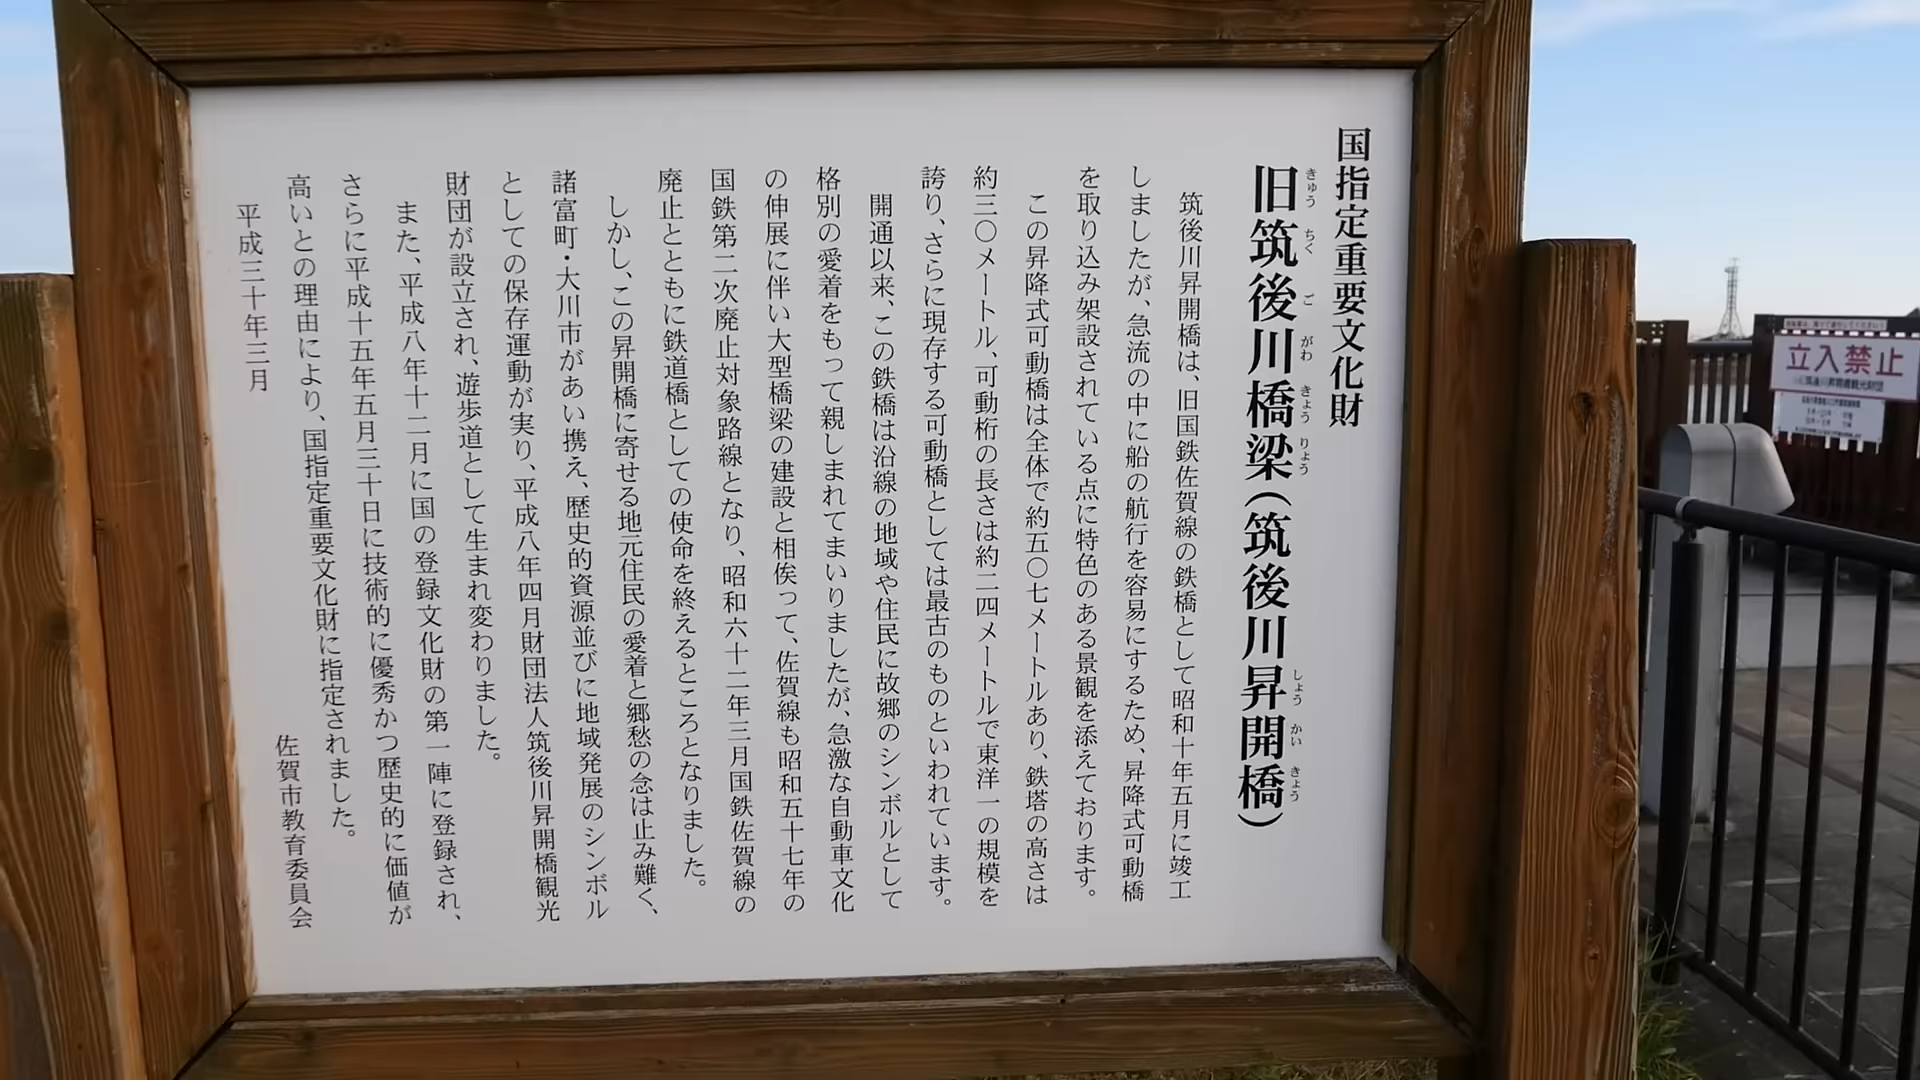 国指定重要文化財
旧筑後川橋梁(筑後川昇開橋)
きゅう ちく ご がわ きょう りょう
しょう かい きょう
筑後川昇開橋は、旧国鉄佐賀線の鉄橋として昭和十年五月に竣工
しましたが、急流の中に船の航行を容易にするため、昇降式可動橋
を取り込み架設されている点に特色のある景観を添えております。
この昇降式可動橋は全体で約五〇七メートルあり、鉄塔の高さは
約三〇メートル、可動桁の長さは約二四メートルで東洋一の規模を
誇り、さらに現存する可動橋としては最古のものといわれています。
開通以来、この鉄橋は沿線の地域や住民に故郷のシンボルとして
格別の愛着をもって親しまれてまいりましたが、急激な自動車文化
の伸展に伴い大型橋梁の建設と相俟って、佐賀線も昭和五十七年の
国鉄第二次廃止対象路線となり、昭和六十二年三月国鉄佐賀線の
廃止とともに鉄道橋としての使命を終えるところとなりました。
しかし、この昇開橋に寄せる地元住民の愛着と郷愁の念は止み難く、
諸富町・大川市があい携え、歴史的資源並びに地域発展のシンボル
としての保存運動が実り、平成八年四月財団法人筑後川昇開橋観光
財団が設立され、遊歩道として生まれ変わりました。
また、平成八年十二月に国の登録文化財の第一陣に登録され、
さらに平成十五年五月三十日に技術的に優秀かつ歴史的に価値が
高いとの理由により、国指定重要文化財に指定されました。
平成三十年三月
佐賀市教育委員会
立入禁止